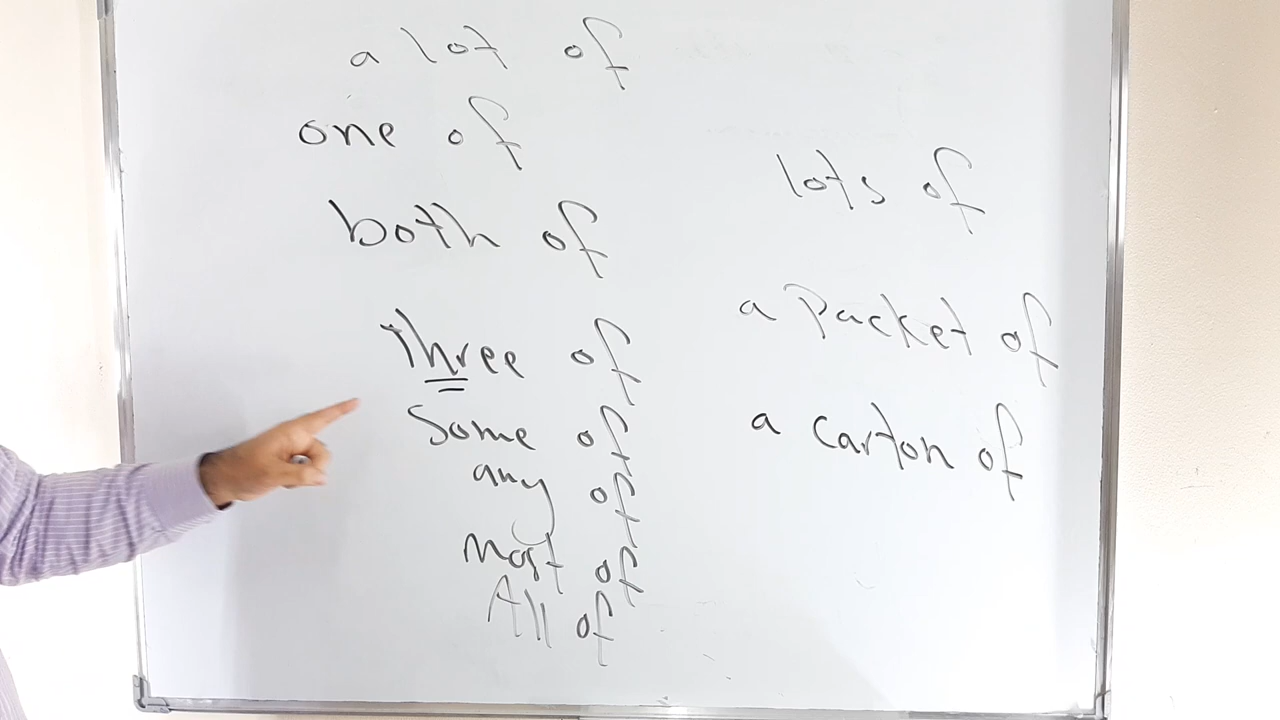 a lot of
one of
both of
three of
Some of
any of
Most of
All of
lots of
a Packet of
a carton of